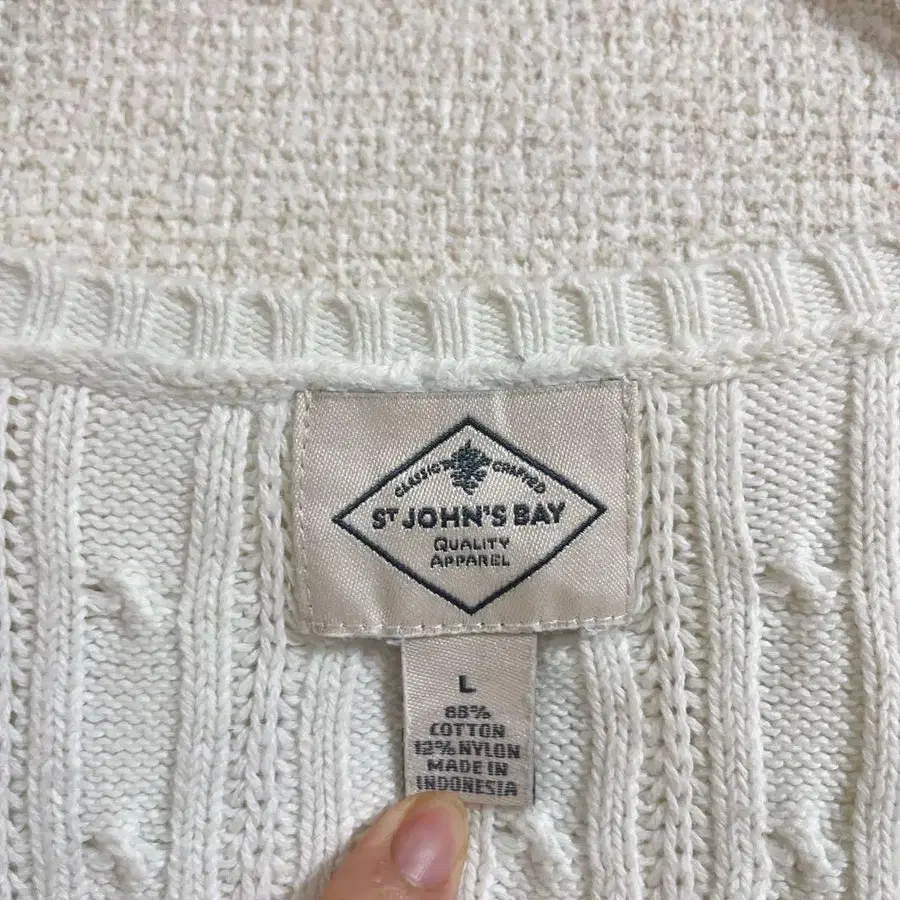 CLASSIC CRAFTED
ST JOHN'S BAY
QUALITY
APPAREL
L
88%
COTTON
12% NYLON
MADE IN
INDONESIA